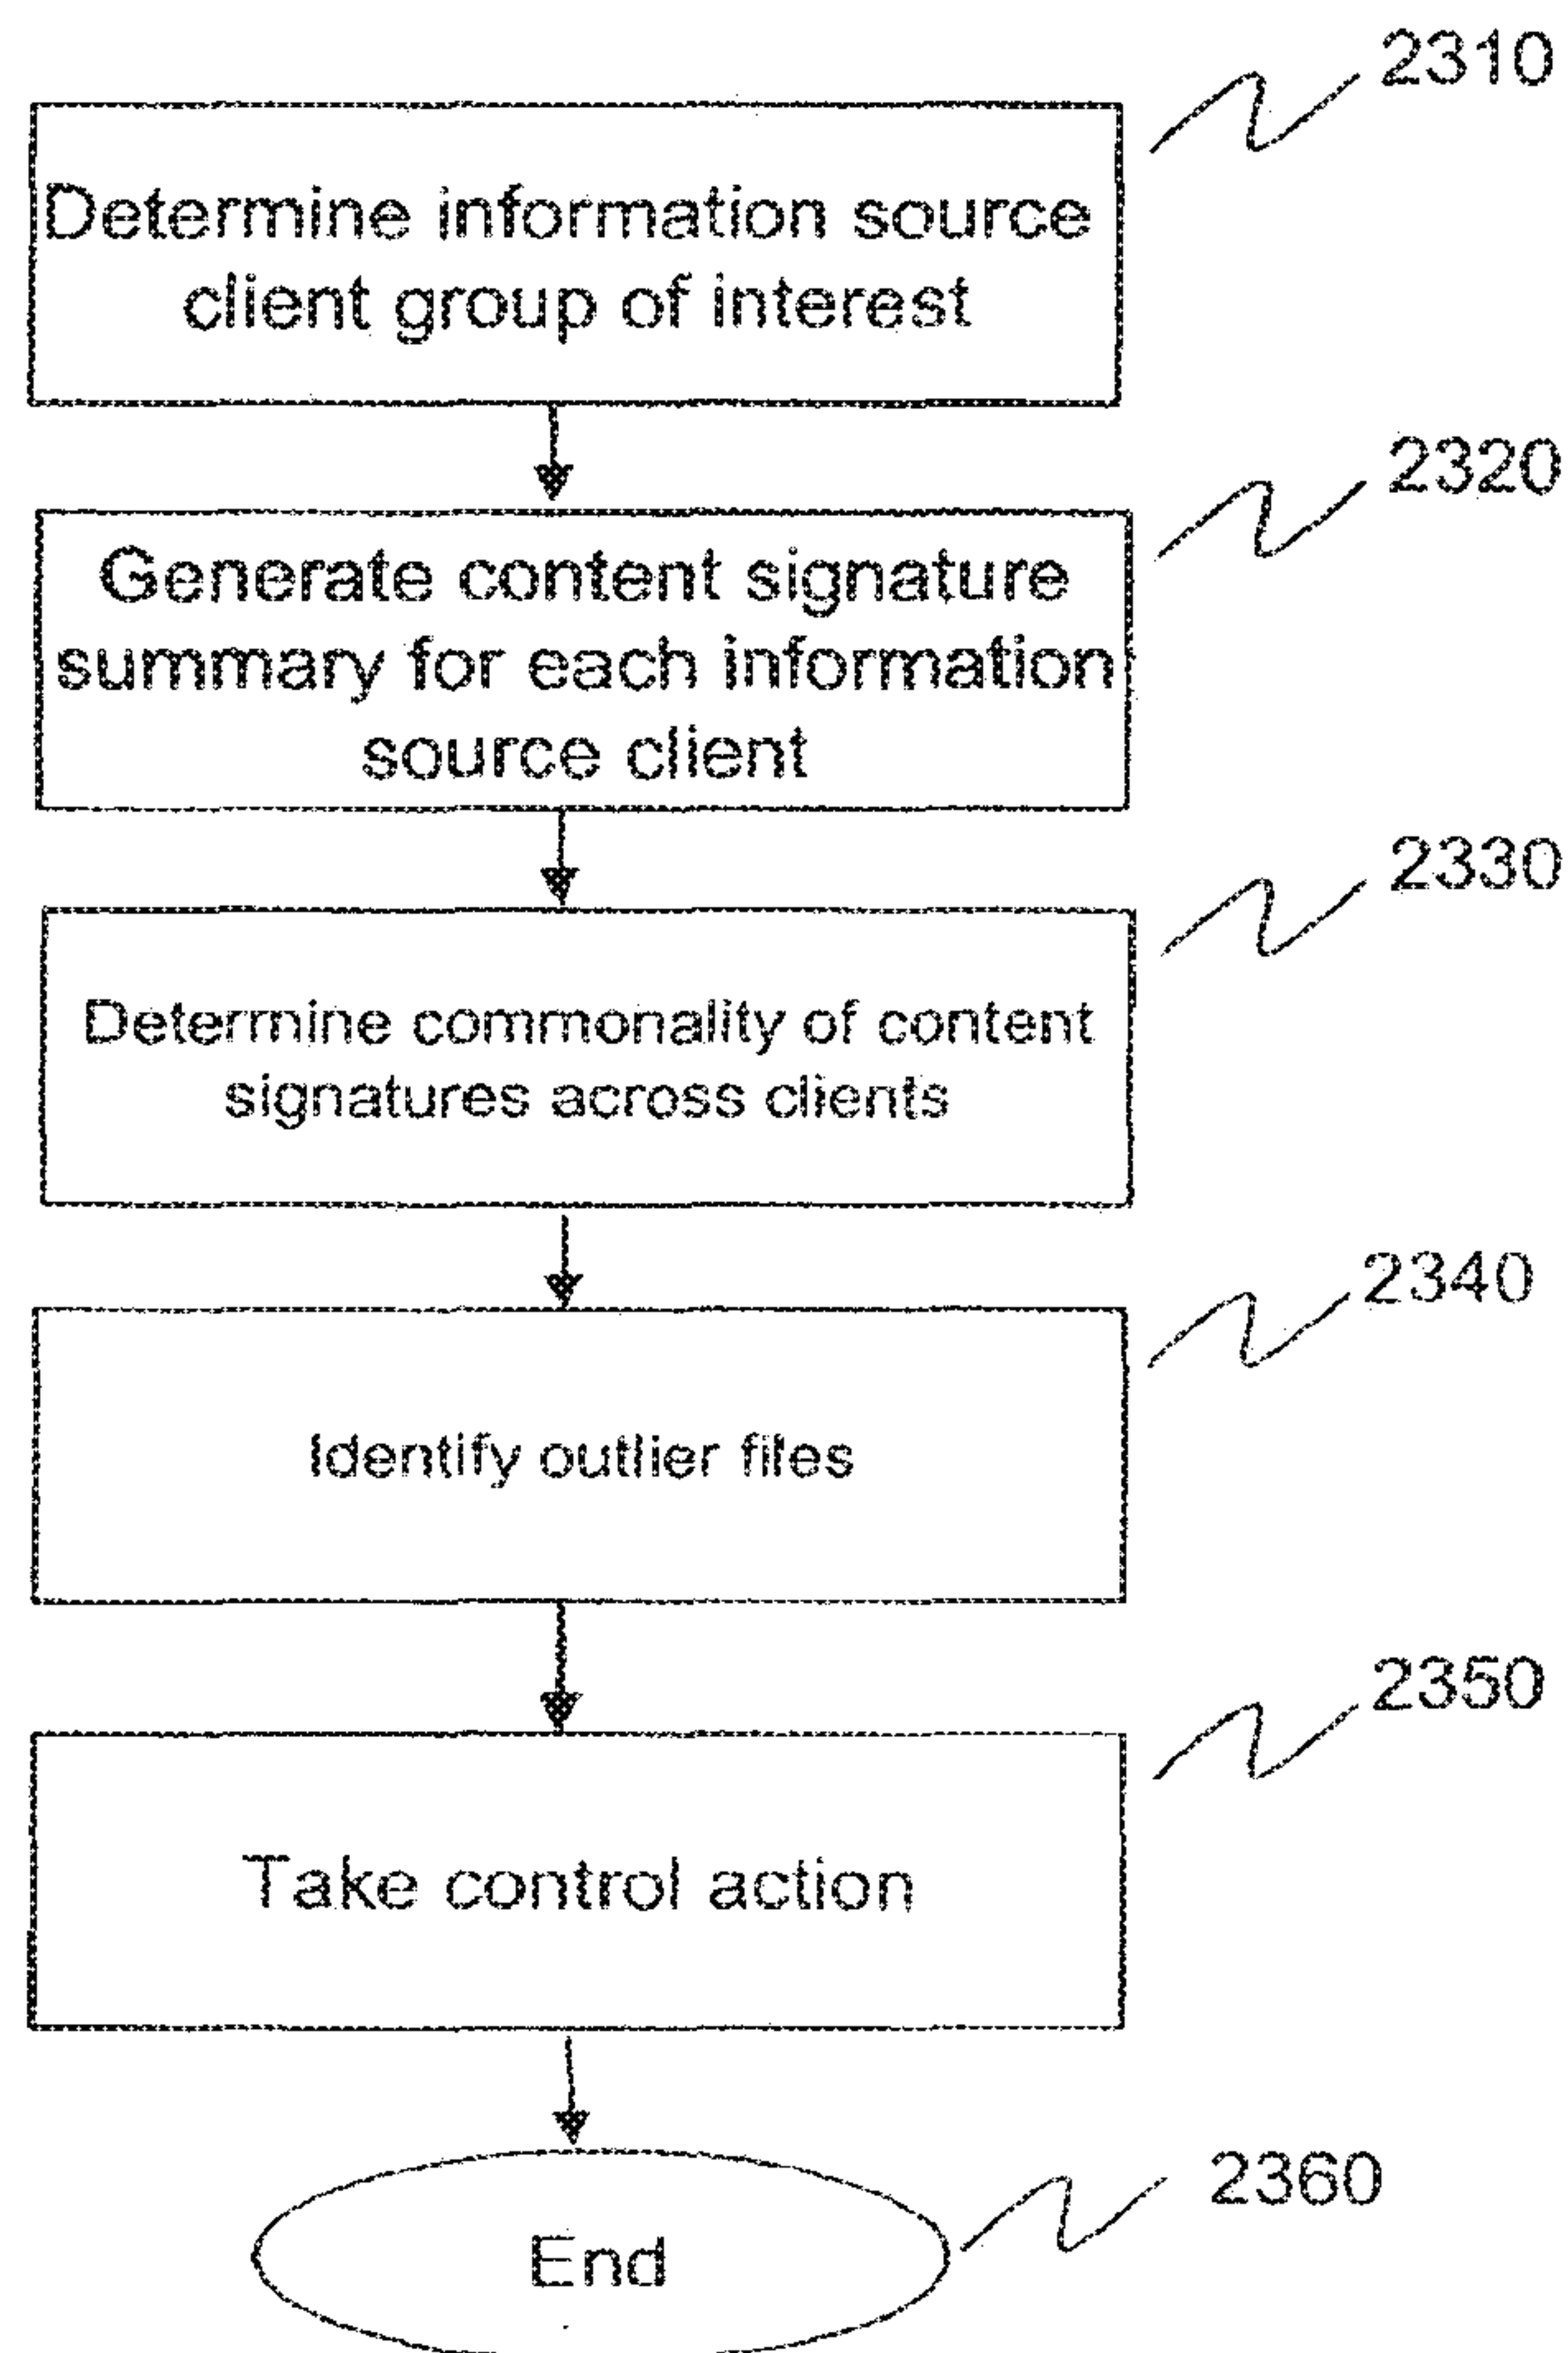 2310
Determine information source
client group of interest
2320
Generate content signature
summary for each information
source client
2330
Determine commonality of content
signatures across clients
2340
Identify outlier files
2350
Take control action
2360
End